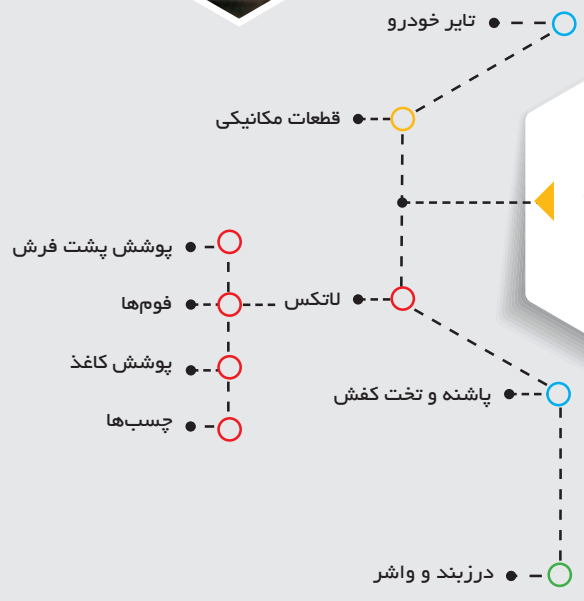 تایر خودرو
قطعات مکانیکی
لاتکس
پوشش پشت فرش
فوم‌ها
پوشش کاغذ
چسب‌ها
پاشنه و تخت کفش
درزبند و واشر